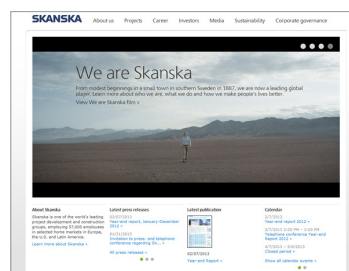 SKANSKA
About us Projects Career Investors Media Sustainability Corporate governance
We are Skanska
From modest beginnings in a small town in southern Sweden in 1887, we are now a leading global
player. Learn more about who we are, what we do and how we make people's lives better.
View We are Skanska film »
About Skanska
Skanska is one of the world's leading
project development and construction
groups, employing 57,000 employees
in selected home markets in Europe,
the U.S. and Latin America.
Learn more about Skanska »
Latest press releases
02/07/2013
Year-end report, January-December
2012 »
01/31/2013
Invitation to press- and telephone
conference regarding Sk... »
All press releases »
Latest publication
02/07/2013
Year-end Report »
Calendar
2/7/2013
Year-end report 2012 »
2/7/2013 2:00 PM - 3:00 PM
Telephone conference Year-end
Report 2012 »
Closed period »
Show all calendar events »